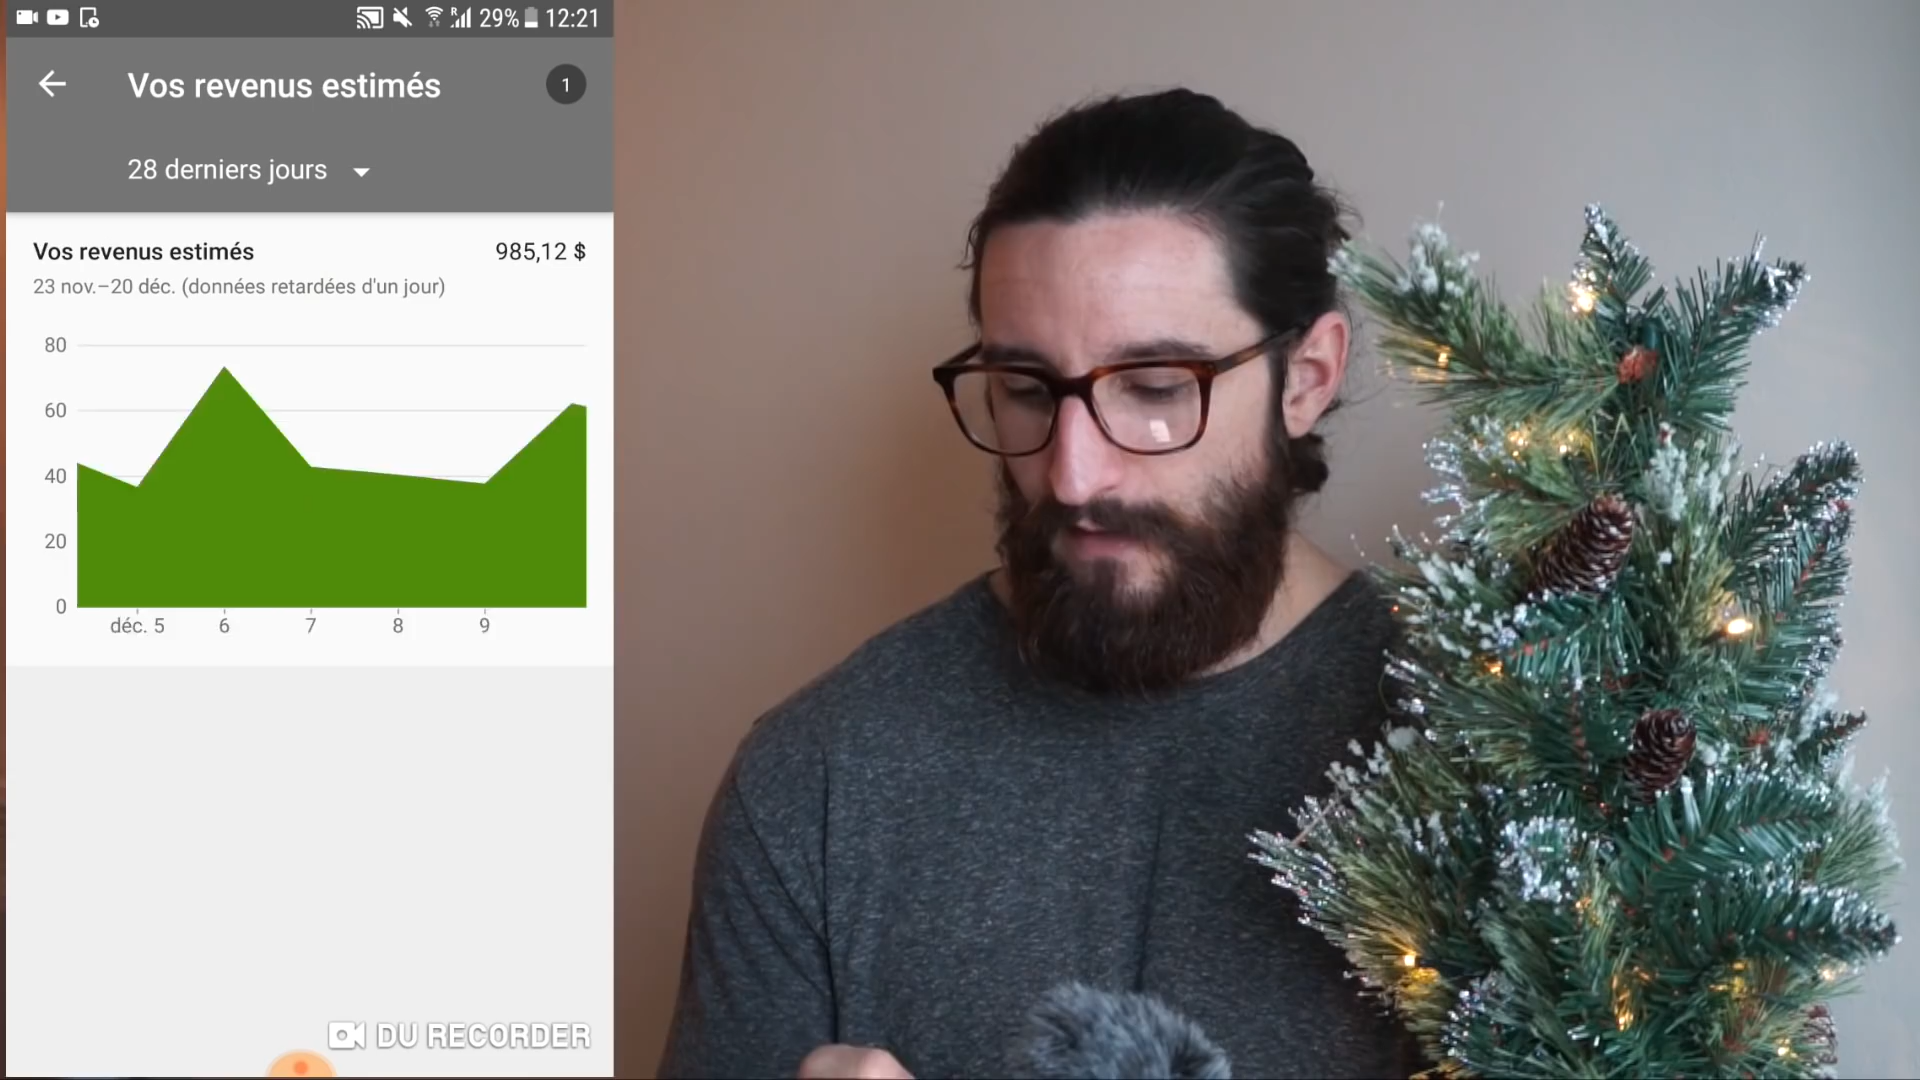 29% 12:21
Vos revenus estimés 1
28 derniers jours
Vos revenus estimés 985,12 $
23 nov.–20 déc. (données retardées d'un jour)
80
60
40
20
0
déc. 5 6 7 8 9
DU RECORDER